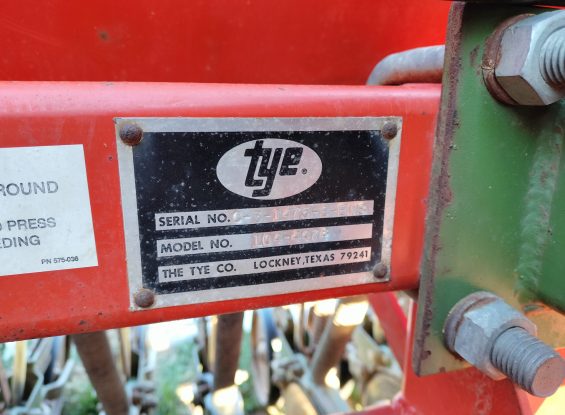 ROUND
PRESS
EDING
PN 575-036
tye®
SERIAL NO.
MODEL NO.
THE TYE CO. LOCKNEY, TEXAS 79241